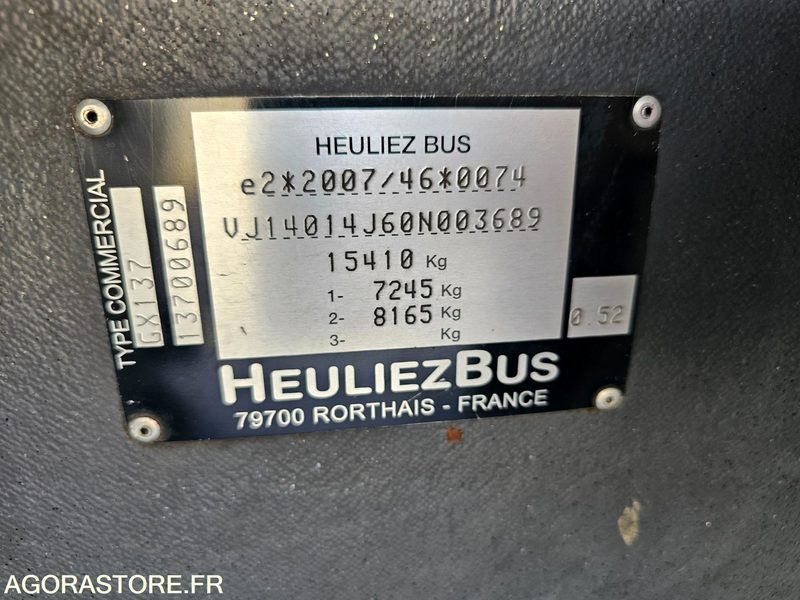 HEULIEZ BUS
e2*2007/46*0074
VJ14014J60N003689
15410 Kg
1- 7245 Kg
2- 8165 Kg
3- Kg
TYPE COMMERCIAL
GX137
13700689
0.52
HEULIEZBUS
79700 RORTHAIS - FRANCE
AGORASTORE.FR